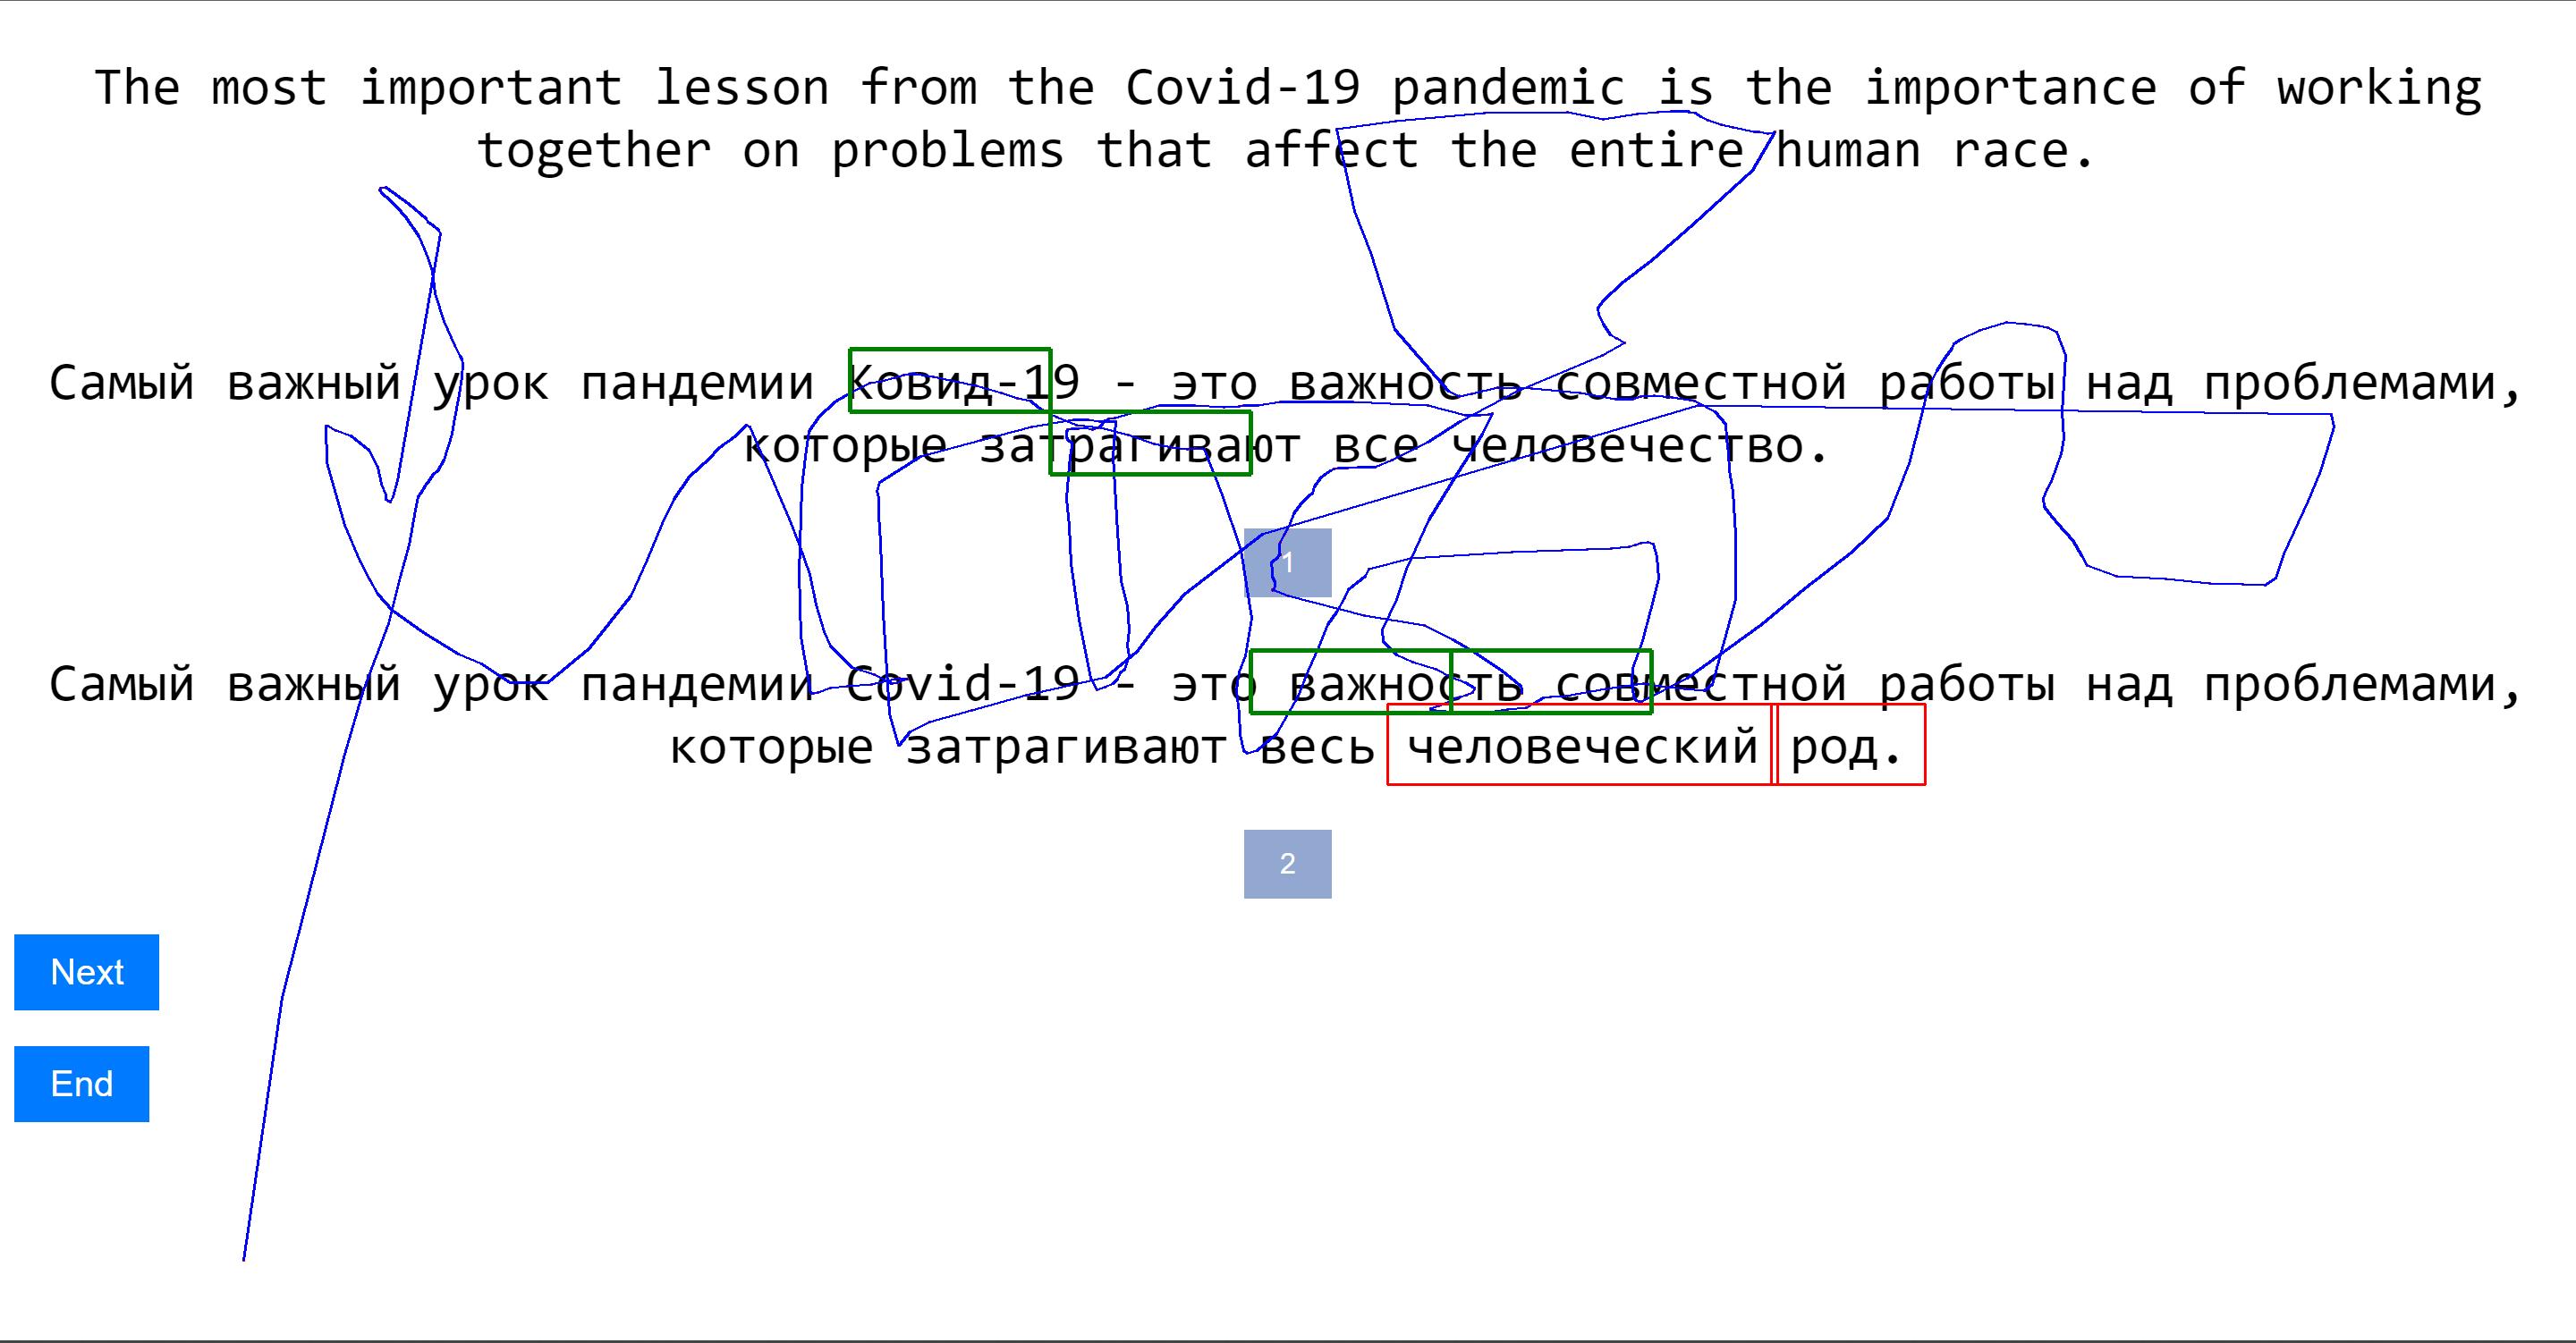 The most important lesson from the Covid-19 pandemic is the importance of working
together on problems that affect the entire human race.
Самый важный урок пандемии Ковид-19 - это важность совместной работы над проблемами,
которые затрагивают все человечество.
1
Самый важный урок пандемии Covid-19 - это важность совместной работы над проблемами,
которые затрагивают весь человеческий род.
2
Next
End